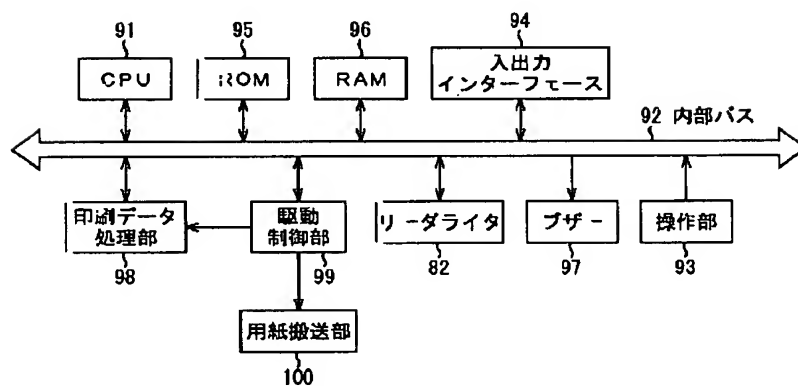 91
95
96
94
CPU
ROM
RAM
入出力
インターフェース
92 内部バス
印刷データ
処理部
駆動
制御部
リーダライタ
ブザー
操作部
98
99
82
97
93
用紙搬送部
100